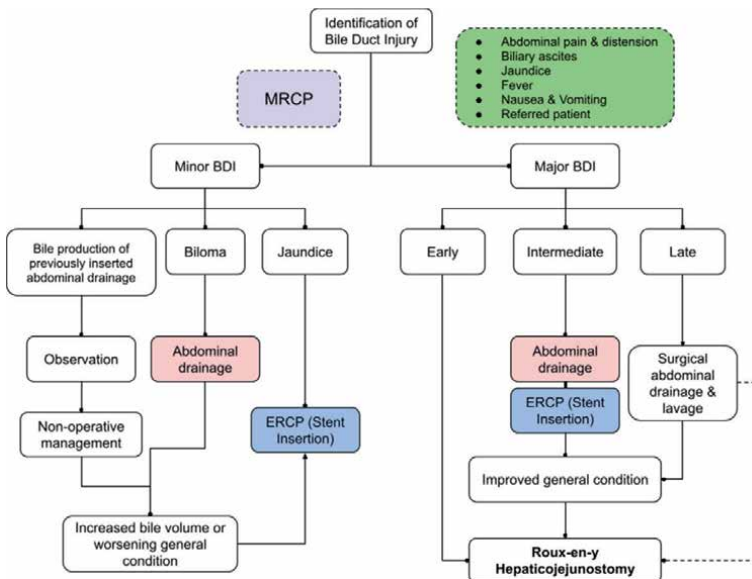 Identification of
Bile Duct Injury
● Abdominal pain & distension
● Biliary ascites
● Jaundice
● Fever
● Nausea & Vomiting
● Referred patient
MRCP
Minor BDI
Major BDI
Bile production of
previously inserted
abdominal drainage
Biloma
Jaundice
Early
Intermediate
Late
Observation
Abdominal
drainage
Abdominal
drainage
Surgical
abdominal
drainage &
lavage
Non-operative
management
ERCP (Stent
Insertion)
ERCP (Stent
Insertion)
Improved general condition
Increased bile volume or
worsening general
condition
Roux-en-y
Hepaticojejunostomy